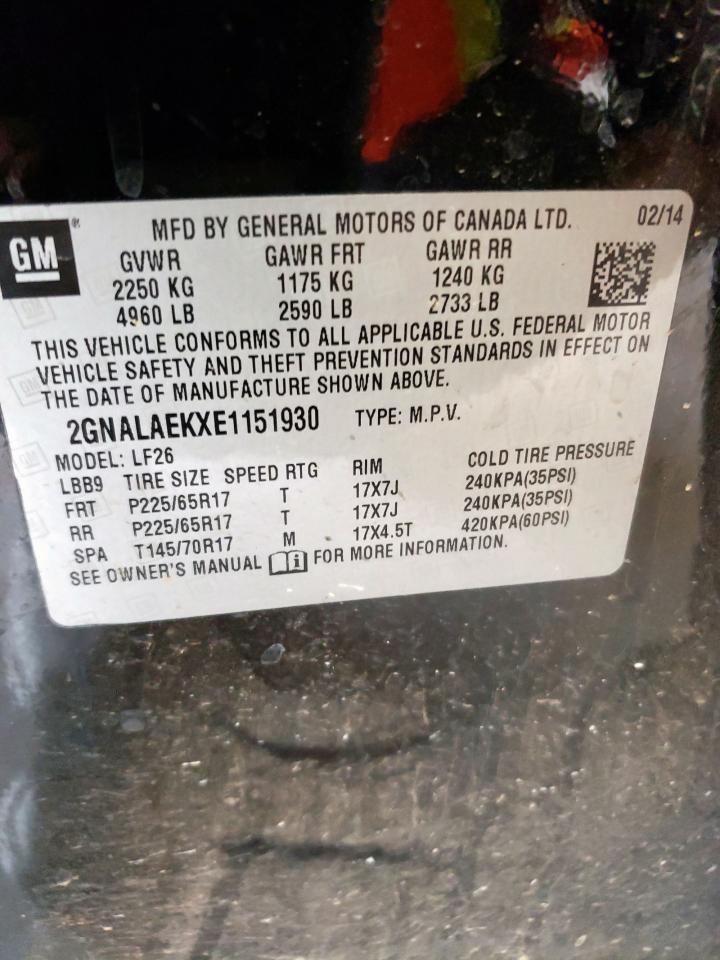 GM
MFD BY GENERAL MOTORS OF CANADA LTD. 02/14
GVWR GAWR FRT GAWR RR
2250 KG 1175 KG 1240 KG
4960 LB 2590 LB 2733 LB
THIS VEHICLE CONFORMS TO ALL APPLICABLE U.S. FEDERAL MOTOR
VEHICLE SAFETY AND THEFT PREVENTION STANDARDS IN EFFECT ON
THE DATE OF MANUFACTURE SHOWN ABOVE.
2GNALAEKXE1151930 TYPE: M.P.V.
MODEL: LF26
LBB9 TIRE SIZE SPEED RTG RIM COLD TIRE PRESSURE
FRT P225/65R17 T 17X7J 240KPA(35PSI)
RR P225/65R17 T 17X7J 240KPA(35PSI)
SPA T145/70R17 M 17X4.5T 420KPA(60PSI)
SEE OWNER'S MANUAL FOR MORE INFORMATION.